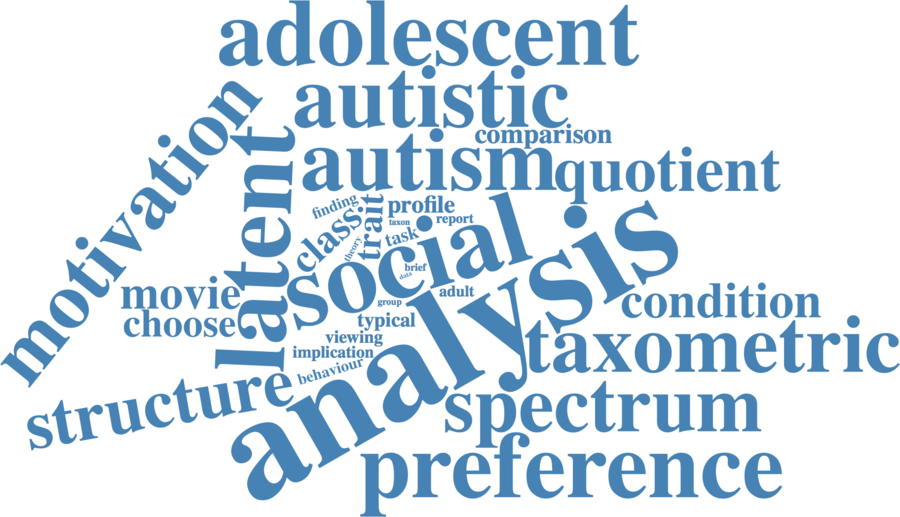 adolescent
autistic
comparison
motivation
autism
quotient
latent
finding
trait
profile
class
taxon
report
task
theory
social
analysis
brief
data
movie
adult
group
condition
choose
typical
viewing
taxometric
implication
behaviour
structure
spectrum
preference